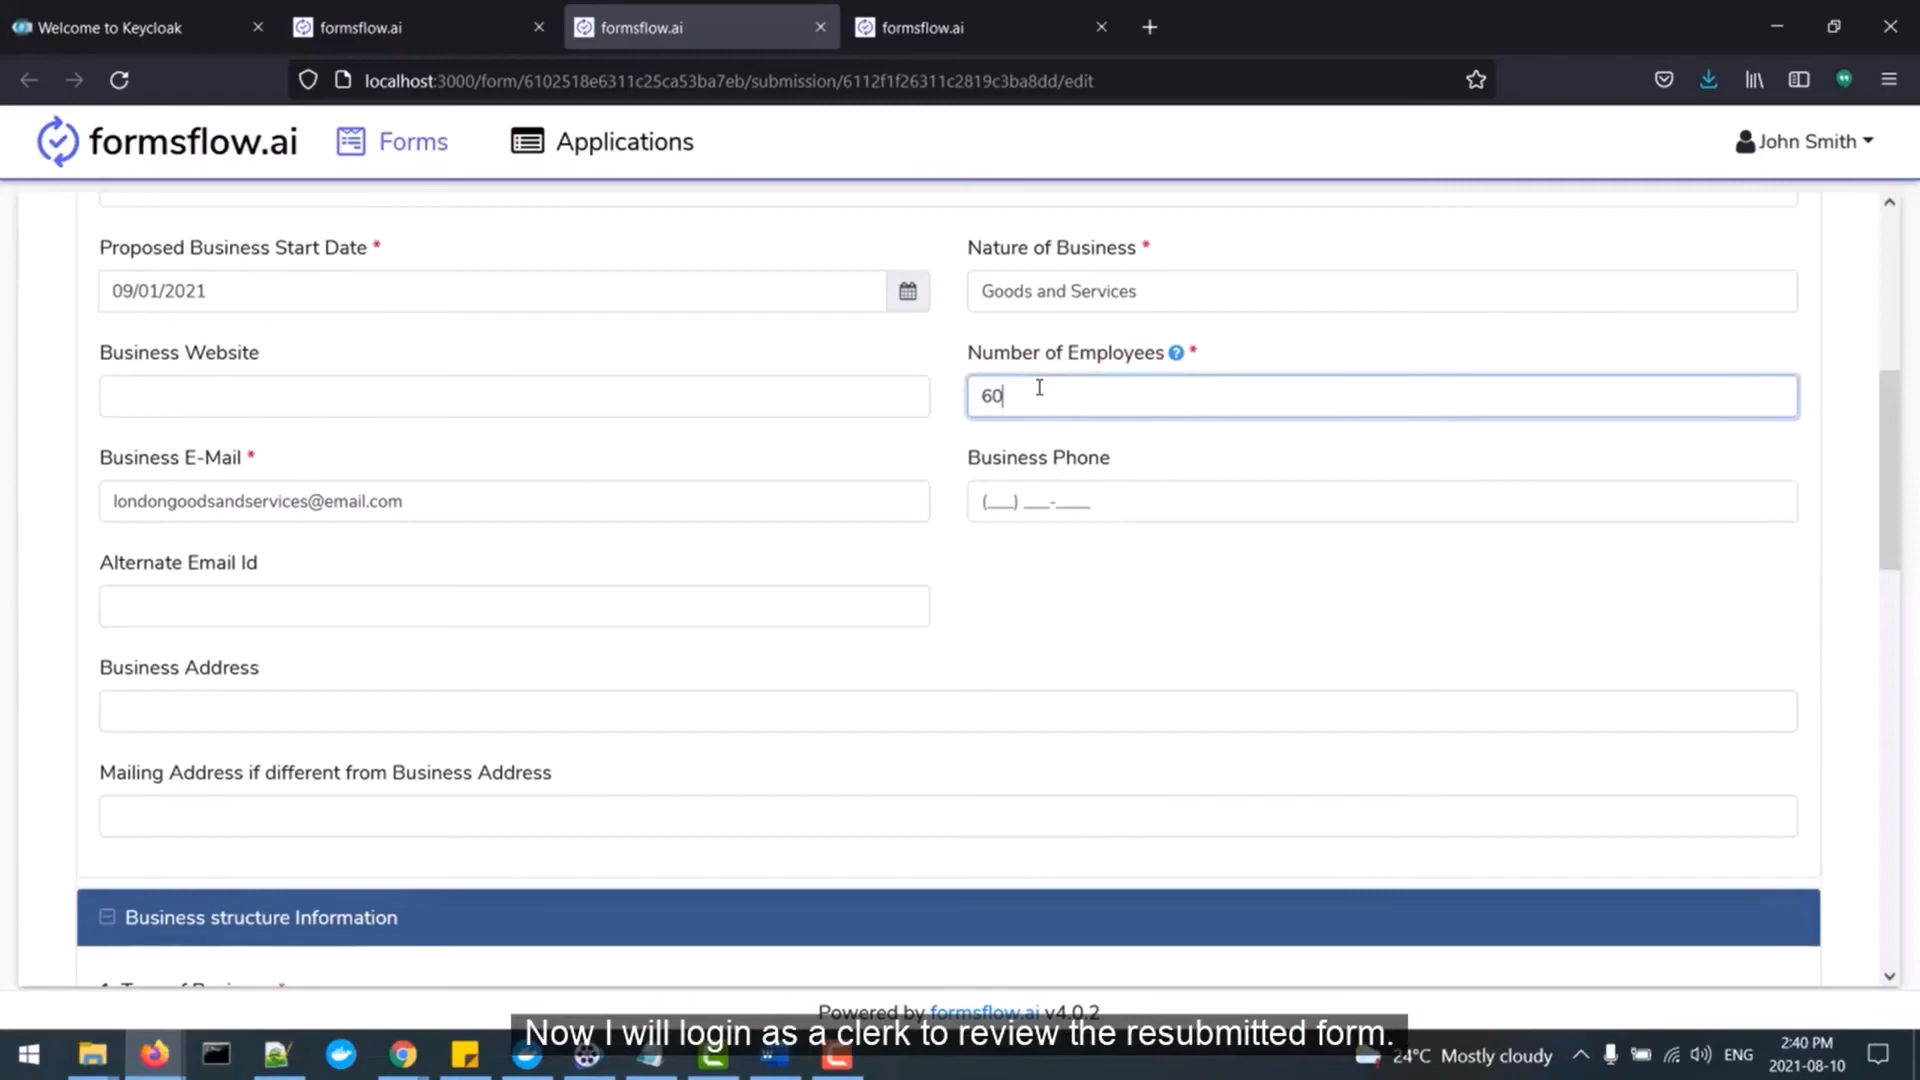 Welcome to Keycloak
formsflow.ai
formsflow.ai
formsflow.ai
localhost:3000/form/6102518e6311c25ca53ba7eb/submission/6112f1f26311c2819c3ba8dd/edit
formsflow.ai Forms Applications John Smith
Proposed Business Start Date * Nature of Business *
09/01/2021 Goods and Services
Business Website Number of Employees ? *
60
Business E-Mail * Business Phone
londongoodsandservices@email.com (___) ___-____
Alternate Email Id
Business Address
Mailing Address if different from Business Address
Business structure Information
Powered by formsflow.ai v4.0.2
Now I will login as a clerk to review the resubmitted form.
24°C Mostly cloudy ENG 2:40 PM
2021-08-10